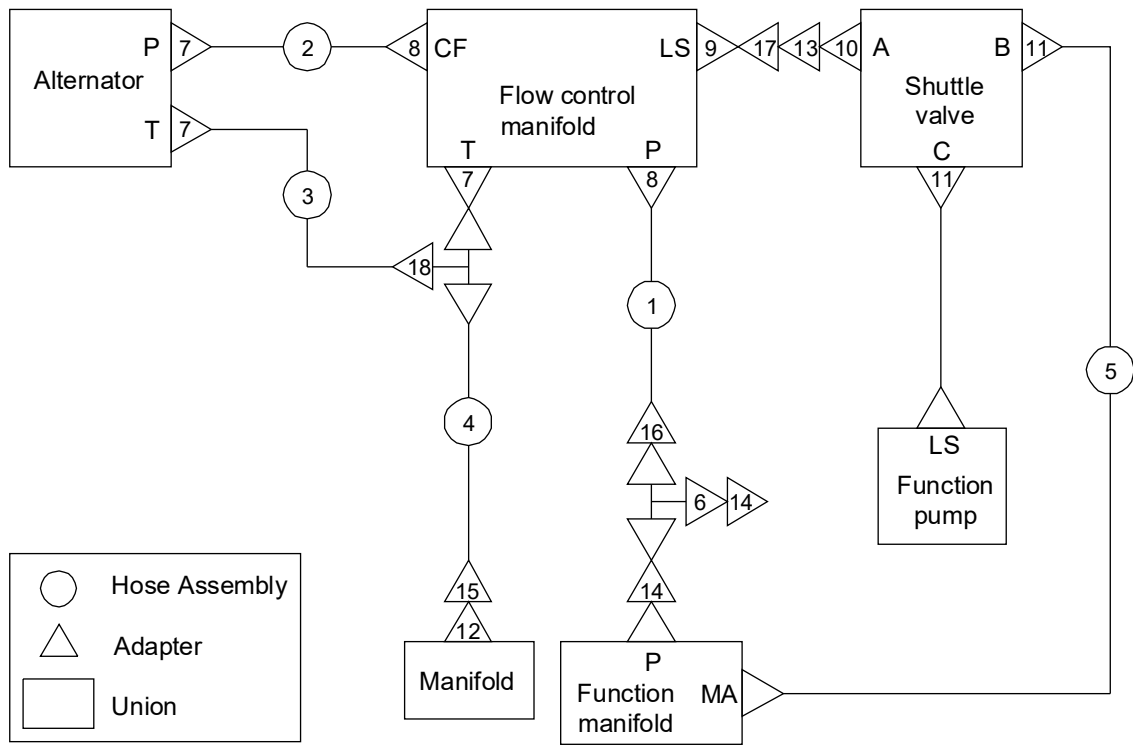 P
7
2
8
CF
LS
9
17
13
10
A
B
11
Alternator
Flow control
manifold
Shuttle
valve
T
7
T
7
P
8
C
11
3
18
1
5
4
16
LS
Function
pump
6
14
15
12
14
Hose Assembly
Adapter
Union
Manifold
P
Function
manifold
MA